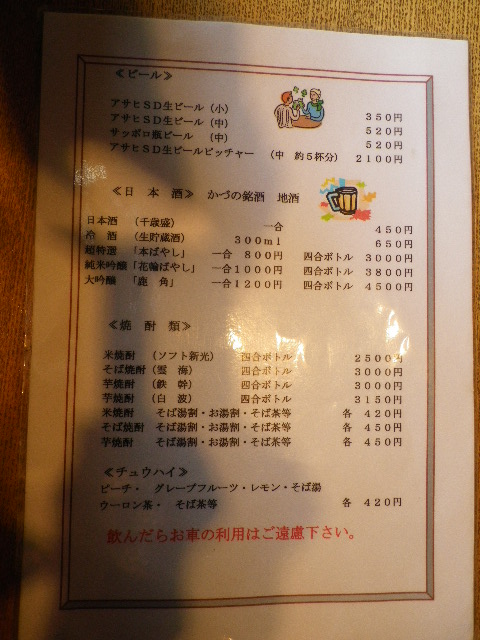 ≪ビール≫
アサヒSD生ビール（小） 350円
アサヒSD生ビール（中） 520円
サッポロ瓶ビール （中） 520円
アサヒSD生ビールピッチャー （中 約5杯分） 2100円
≪日 本 酒≫ かづの銘酒 地酒
日本酒 （千歳盛） 一合 450円
冷 酒 （生貯蔵酒） 300ml 650円
超特選 「本ばやし」 一合 800円 四合ボトル 3000円
純米吟醸「花輪ばやし」 一合1000円 四合ボトル 3800円
大吟醸 「鹿 角」 一合1200円 四合ボトル 4500円
≪焼 酎 類≫
米焼酎 （ソフト新光） 四合ボトル 2500円
そば焼酎（雲 海） 四合ボトル 3000円
芋焼酎 （鉄 幹） 四合ボトル 3000円
芋焼酎 （白 波） 四合ボトル 3150円
米焼酎 そば湯割・お湯割・そば茶等 各 420円
そば焼酎 そば湯割・お湯割・そば茶等 各 450円
芋焼酎 そば湯割・お湯割・そば茶等 各 450円
≪チュウハイ≫
ピーチ・ グレープフルーツ・レモン・そば湯
ウーロン茶・ そば茶等 各 420円
飲んだらお車の利用はご遠慮下さい。